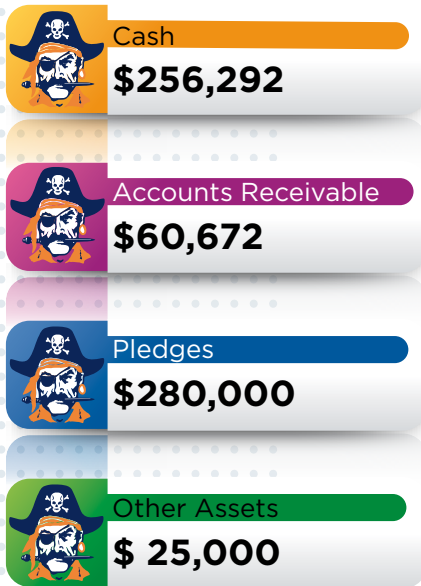 Cash
$256,292
Accounts Receivable
$60,672
Pledges
$280,000
Other Assets
$ 25,000